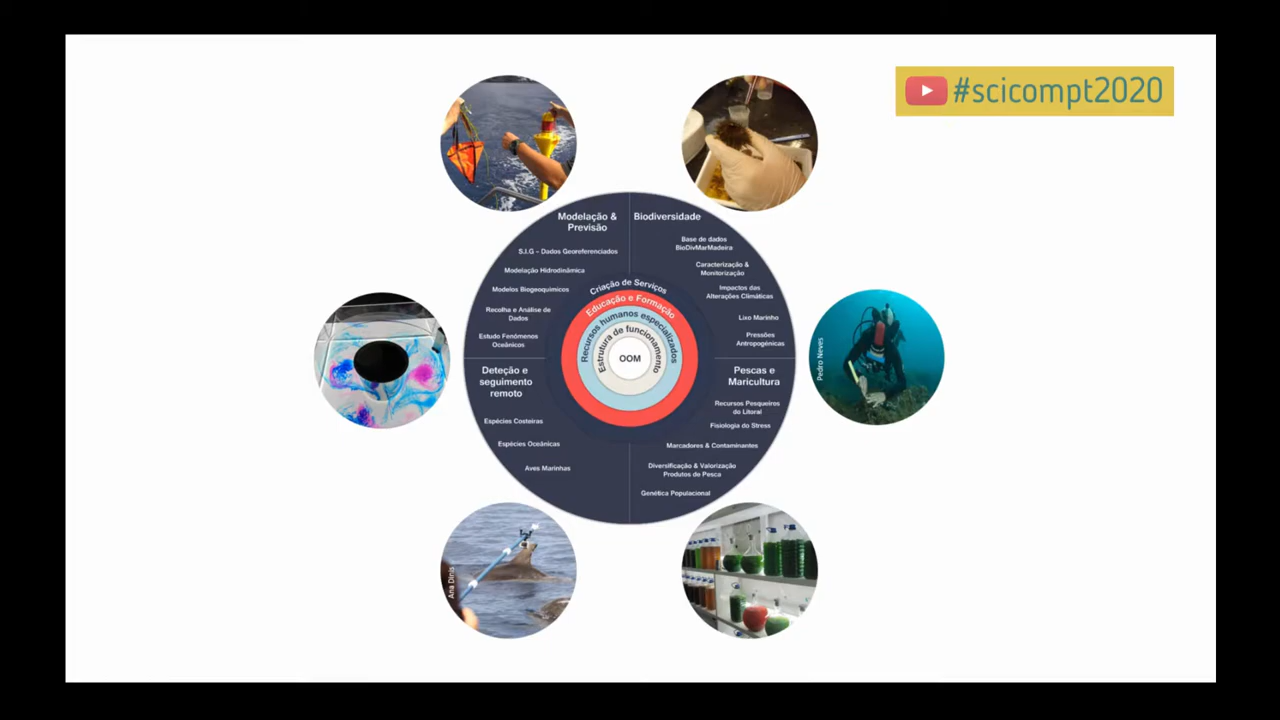 #scicompt2020
Modelação &
Previsão
S.I.G – Dados Georeferenciados
Modelação Hidrodinâmica
Modelos Biogeoquímicos
Recolha e Análise de
Dados
Estudo Fenómenos
Oceânicos
Biodiversidade
Base de dados
BioDivMarMadeira
Caracterização &
Monitorização
Impactos das
Alterações Climáticas
Lixo Marinho
Pressões
Antropogénicas
Criação de Serviços
Educação e Formação
Recursos humanos especializados
Estrutura de funcionamento
OOM
Deteção e
seguimento
remoto
Espécies Costeiras
Espécies Oceânicas
Aves Marinhas
Pescas e
Maricultura
Recursos Pesqueiros
do Litoral
Fisiologia do Stress
Marcadores & Contaminantes
Diversificação & Valorização
Produtos de Pesca
Genética Populacional
Pedro Neves
Ana Dinis